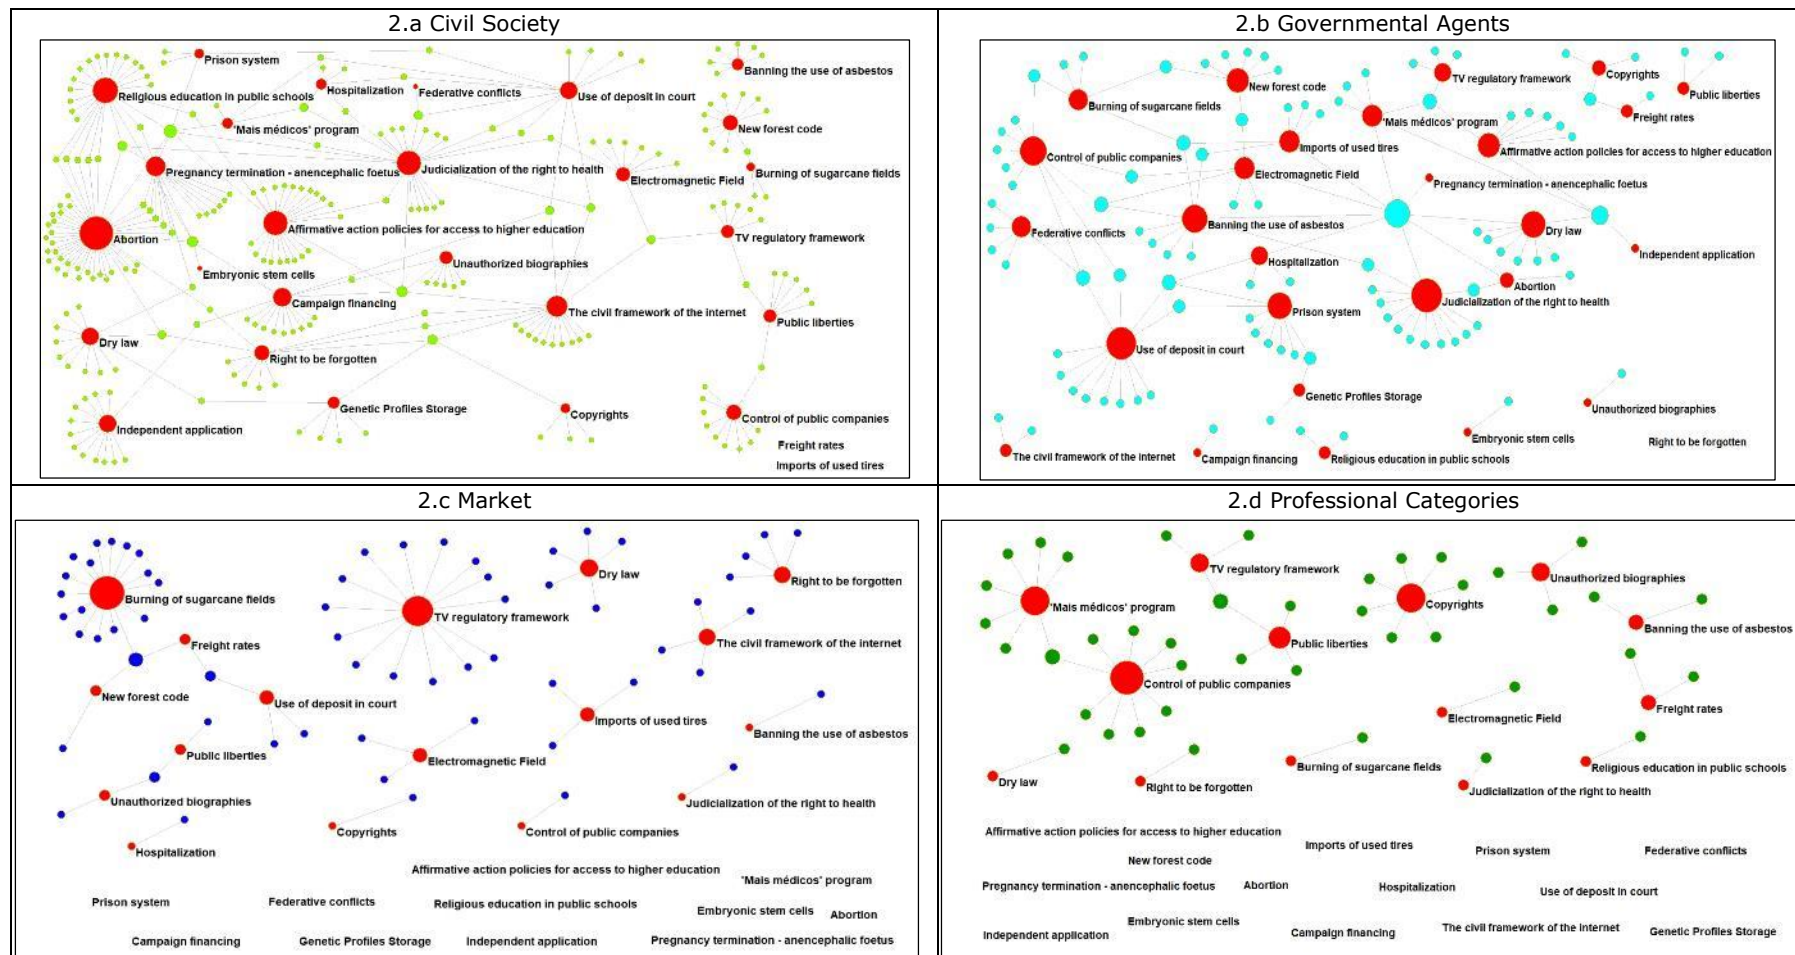 2.a Civil Society
Prison system
Religious education in public schools
Hospitalization
Federative conflicts
Use of deposit in court
Banning the use of asbestos
'Mais médicos' program
New forest code
Pregnancy termination - anencephalic foetus
Judicialization of the right to health
Electromagnetic Field
Burning of sugarcane fields
Abortion
Affirmative action policies for access to higher education
TV regulatory framework
Embryonic stem cells
Unauthorized biographies
Campaign financing
The civil framework of the internet
Public liberties
Dry law
Right to be forgotten
Genetic Profiles Storage
Copyrights
Control of public companies
Independent application
Freight rates
Imports of used tires
2.b Governmental Agents
New forest code
TV regulatory framework
Copyrights
Public liberties
Burning of sugarcane fields
'Mais médicos' program
Freight rates
Control of public companies
Imports of used tires
Affirmative action policies for access to higher education
Electromagnetic Field
Pregnancy termination - anencephalic foetus
Federative conflicts
Banning the use of asbestos
Dry law
Hospitalization
Independent application
Abortion
Judicialization of the right to health
Prison system
Use of deposit in court
Genetic Profiles Storage
Unauthorized biographies
Embryonic stem cells
Right to be forgotten
The civil framework of the internet
Campaign financing
Religious education in public schools
2.c Market
Burning of sugarcane fields
TV regulatory framework
Dry law
Right to be forgotten
Freight rates
The civil framework of the internet
New forest code
Use of deposit in court
Imports of used tires
Banning the use of asbestos
Public liberties
Electromagnetic Field
Unauthorized biographies
Judicialization of the right to health
Copyrights
Control of public companies
Hospitalization
Affirmative action policies for access to higher education
'Mais médicos' program
Prison system
Federative conflicts
Religious education in public schools
Embryonic stem cells
Abortion
Campaign financing
Genetic Profiles Storage
Independent application
Pregnancy termination - anencephalic foetus
2.d Professional Categories
TV regulatory framework
Unauthorized biographies
'Mais médicos' program
Copyrights
Banning the use of asbestos
Public liberties
Control of public companies
Electromagnetic Field
Freight rates
Dry law
Right to be forgotten
Burning of sugarcane fields
Religious education in public schools
Judicialization of the right to health
Affirmative action policies for access to higher education
Imports of used tires
Prison system
Federative conflicts
New forest code
Pregnancy termination - anencephalic foetus
Abortion
Hospitalization
Use of deposit in court
Independent application
Embryonic stem cells
Campaign financing
The civil framework of the internet
Genetic Profiles Storage